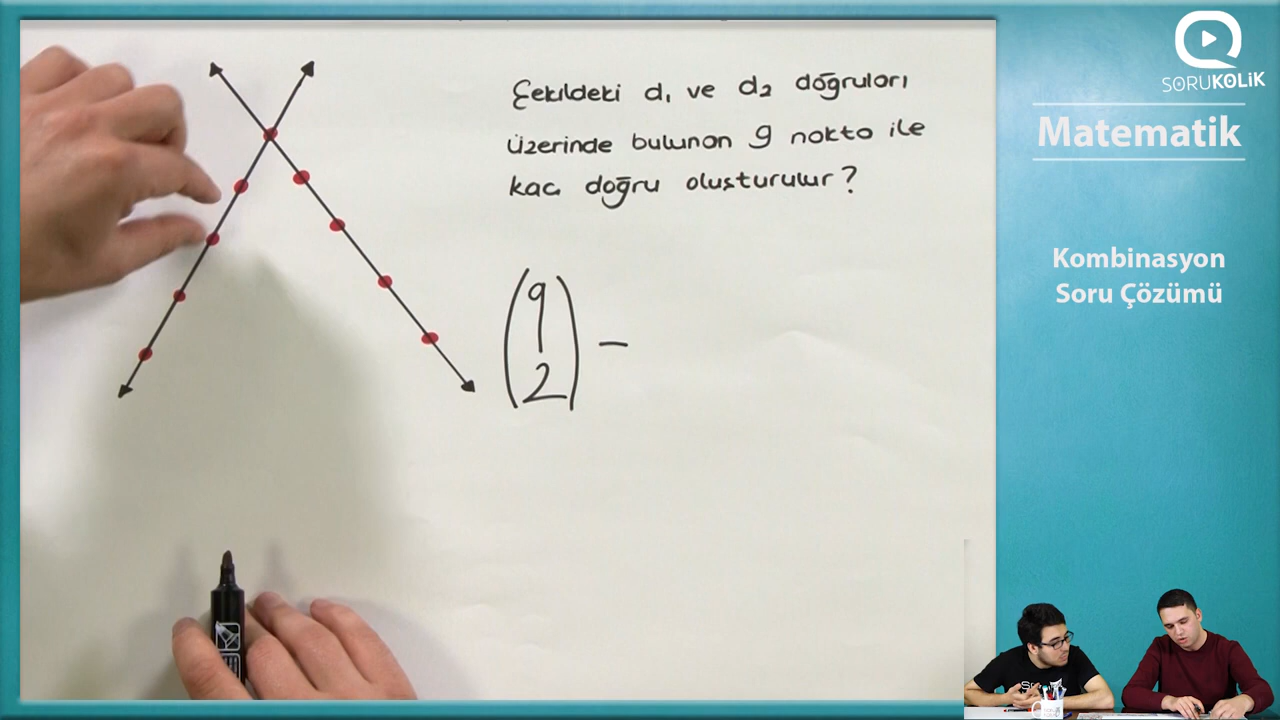 Şekildeki d₁ ve d₂ doğruları
üzerinde bulunan 9 nokta ile
kaç doğru oluşturulur?
(9
2) −
SORUKOLiK
Matematik
Kombinasyon
Soru Çözümü